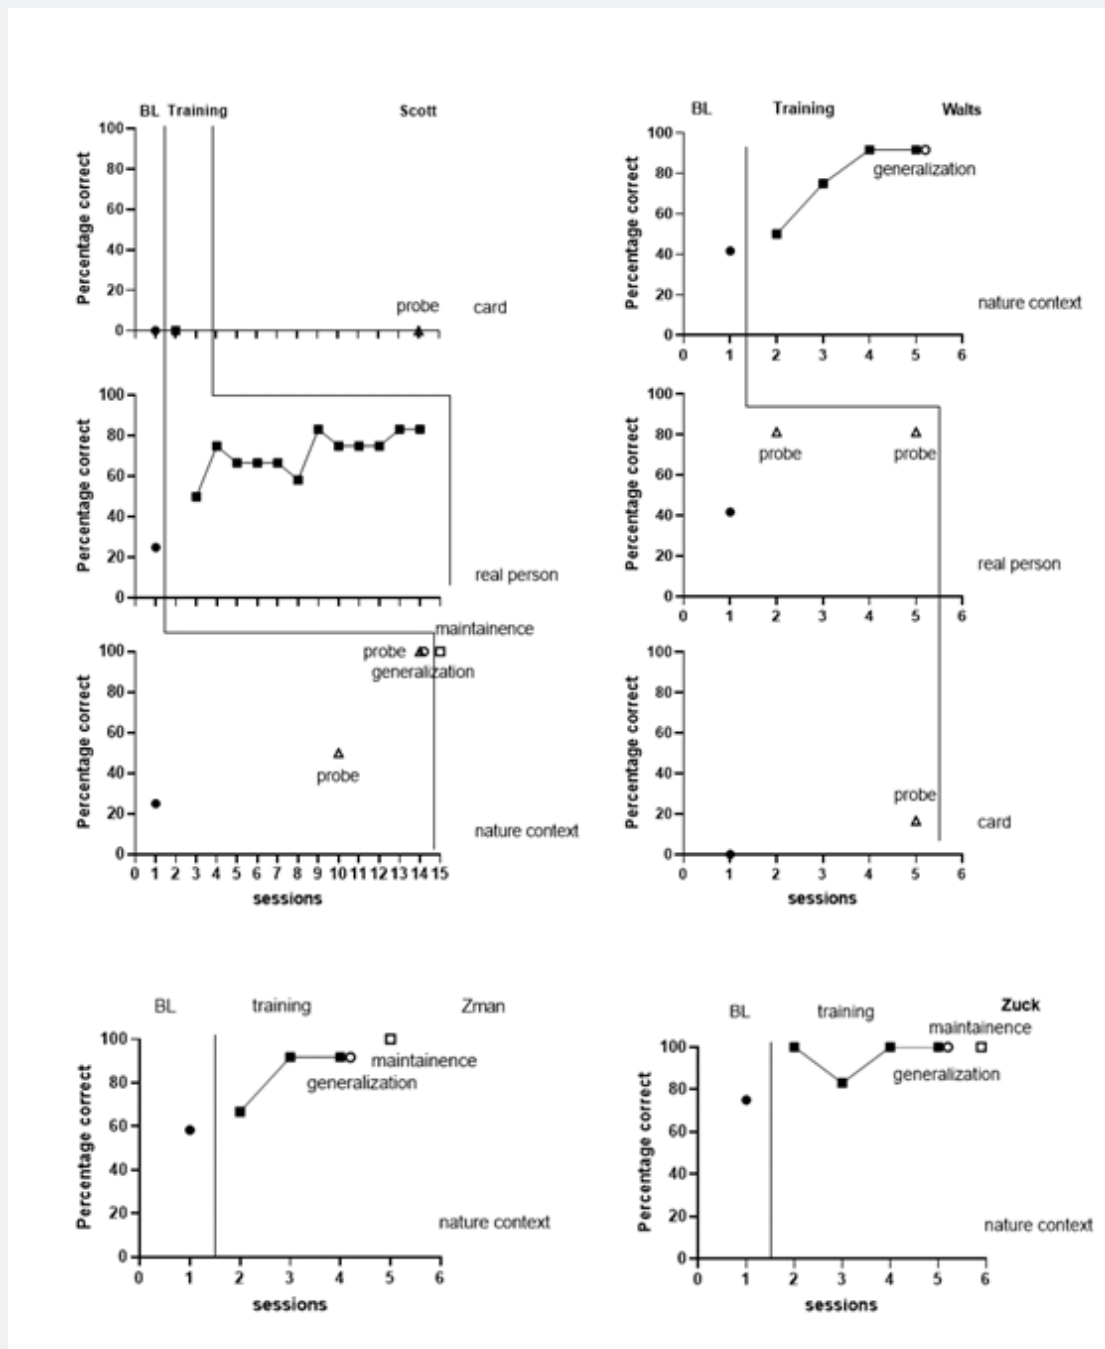 BL Training Scott
Percentage correct
100
80
60
40
20
0
probe card
Percentage correct
100
80
60
40
20
0
real person
maintainence
Percentage correct
100
80
60
40
20
0
probe
generalization
probe
nature context
0 1 2 3 4 5 6 7 8 9 10 11 12 13 14 15
sessions
BL Training Walts
Percentage correct
100
80
60
40
20
0
generalization
nature context
0 1 2 3 4 5 6
Percentage correct
100
80
60
40
20
0
probe probe
real person
0 1 2 3 4 5 6
Percentage correct
100
80
60
40
20
0
probe
card
0 1 2 3 4 5 6
sessions
BL training Zman
Percentage correct
100
80
60
40
20
0
maintainence
generalization
nature context
0 1 2 3 4 5 6
sessions
BL training Zuck
maintainence
Percentage correct
100
80
60
40
20
0
generalization
nature context
0 1 2 3 4 5 6
sessions